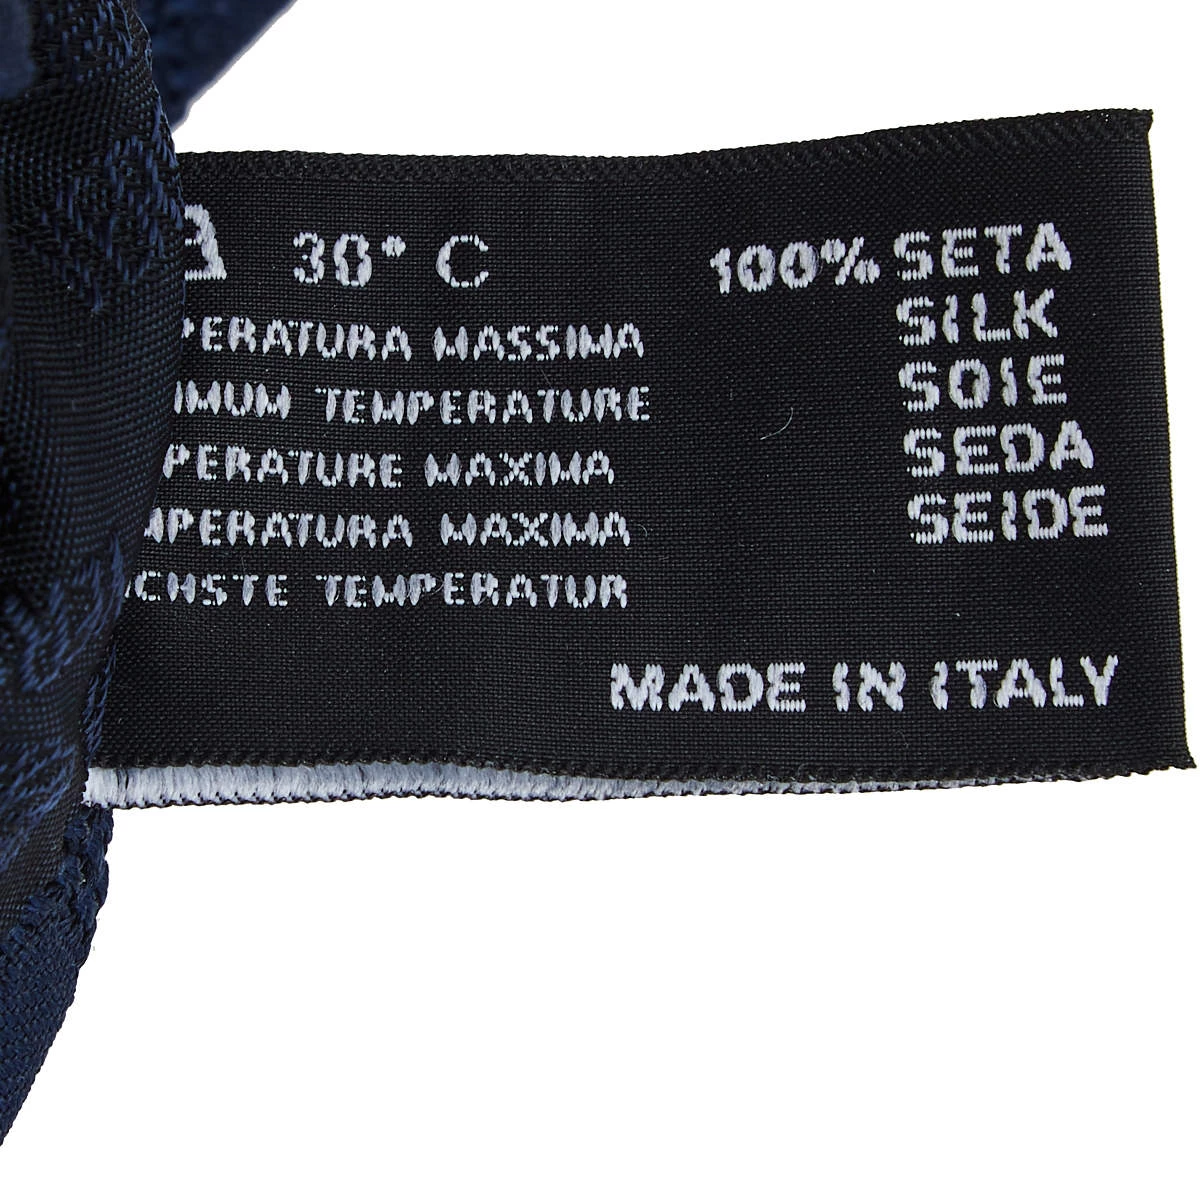 30° C
PERATURA MASSIMA
IMUM TEMPERATURE
PERATURE MAXIMA
MPERATURA MAXIMA
CHSTE TEMPERATUR
100% SETA
SILK
SOIE
SEDA
SEIDE
MADE IN ITALY